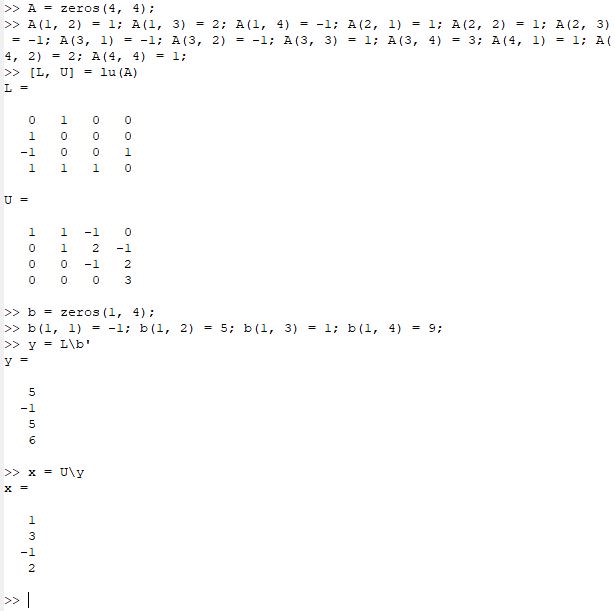 >> A = zeros(4, 4);
>> A(1, 2) = 1; A(1, 3) = 2; A(1, 4) = -1; A(2, 1) = 1; A(2, 2) = 1; A(2, 3)
 = -1; A(3, 1) = -1; A(3, 2) = -1; A(3, 3) = 1; A(3, 4) = 3; A(4, 1) = 1; A(
4, 2) = 2; A(4, 4) = 1;
>> [L, U] = lu(A)
L =
0 1 0 0
1 0 0 0
-1 0 0 1
1 1 1 0
U =
1 1 -1 0
0 1 2 -1
0 0 -1 2
0 0 0 3
>> b = zeros(1, 4);
>> b(1, 1) = -1; b(1, 2) = 5; b(1, 3) = 1; b(1, 4) = 9;
>> y = L\b'
y =
5
-1
5
6
>> x = U\y
x =
1
3
-1
2
>>